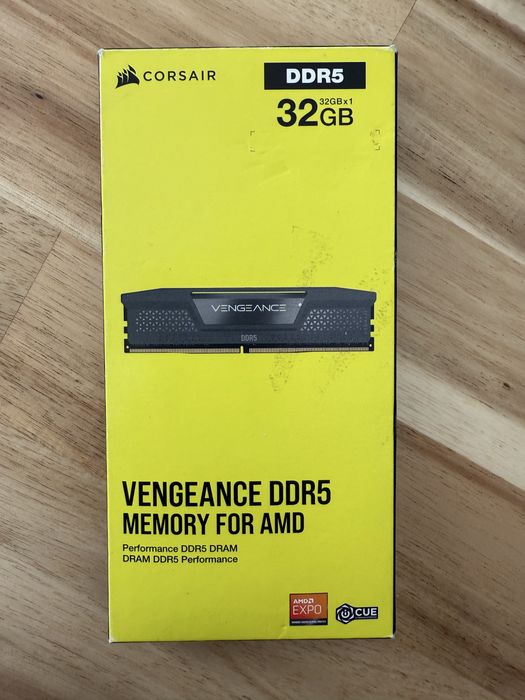 CORSAIR
DDR5
32GBx1
32GB
VENGEANCE
DDR5
VENGEANCE DDR5
MEMORY FOR AMD
Performance DDR5 DRAM
DRAM DDR5 Performance
AMD
EXPO
iCUE